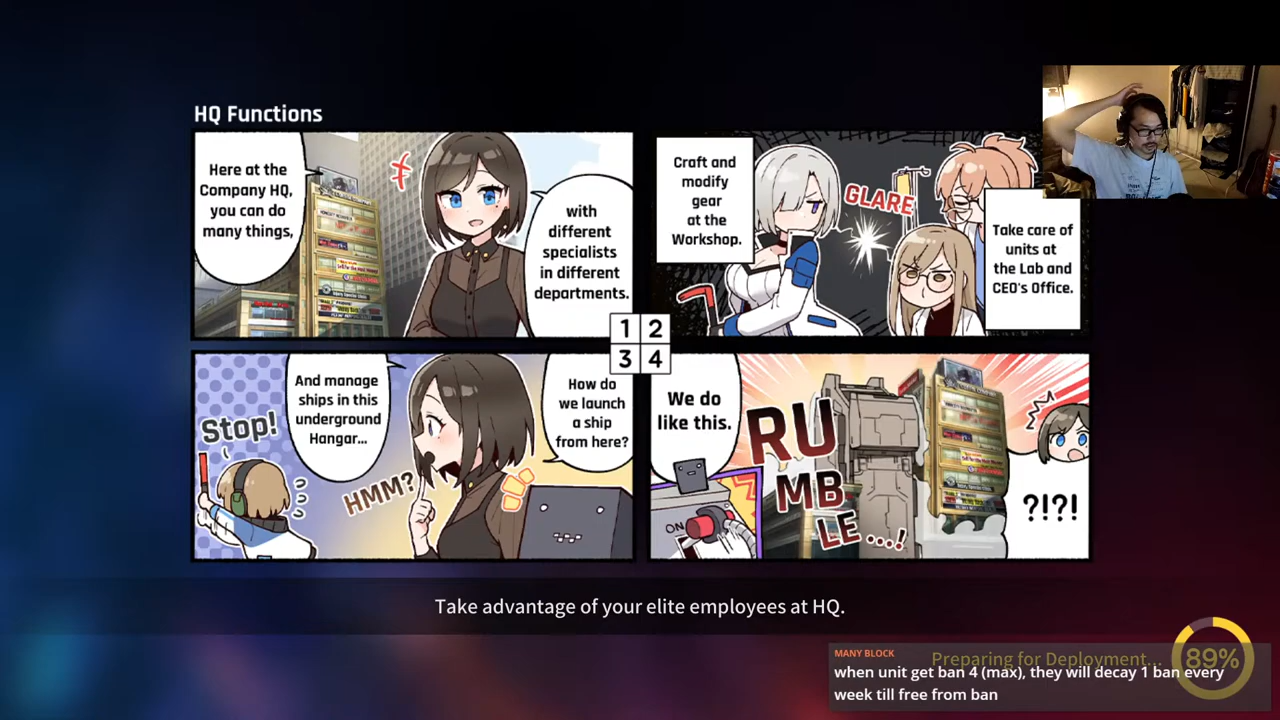 HQ Functions
Here at the
Company HQ,
you can do
many things,
with
different
specialists
in different
departments.
Craft and
modify
gear
at the
Workshop.
GLARE
Take care of
units at
the Lab and
CEO's Office.
1 2
3 4
Stop!
And manage
ships in this
underground
Hangar...
HMM?
How do
we launch
a ship
from here?
We do
like this.
ON
RU
MB
LE...!
?!?!
Take advantage of your elite employees at HQ.
MANY BLOCK
Preparing for Deployment...
89%
when unit get ban 4 (max), they will decay 1 ban every
week till free from ban